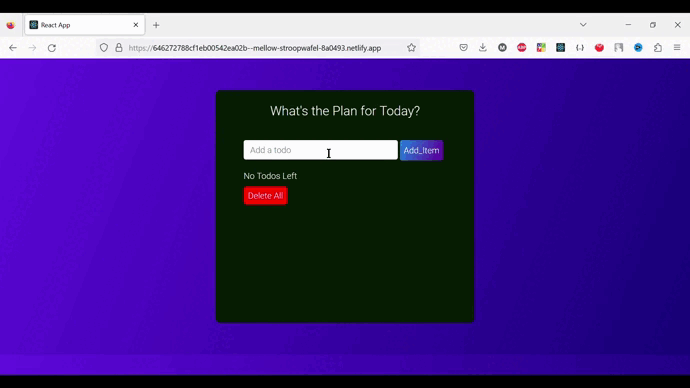 React App
https://646272788cf1eb00542ea02b--mellow-stroopwafel-8a0493.netlify.app
What's the Plan for Today?
Add a todo
Add_Item
No Todos Left
Delete All